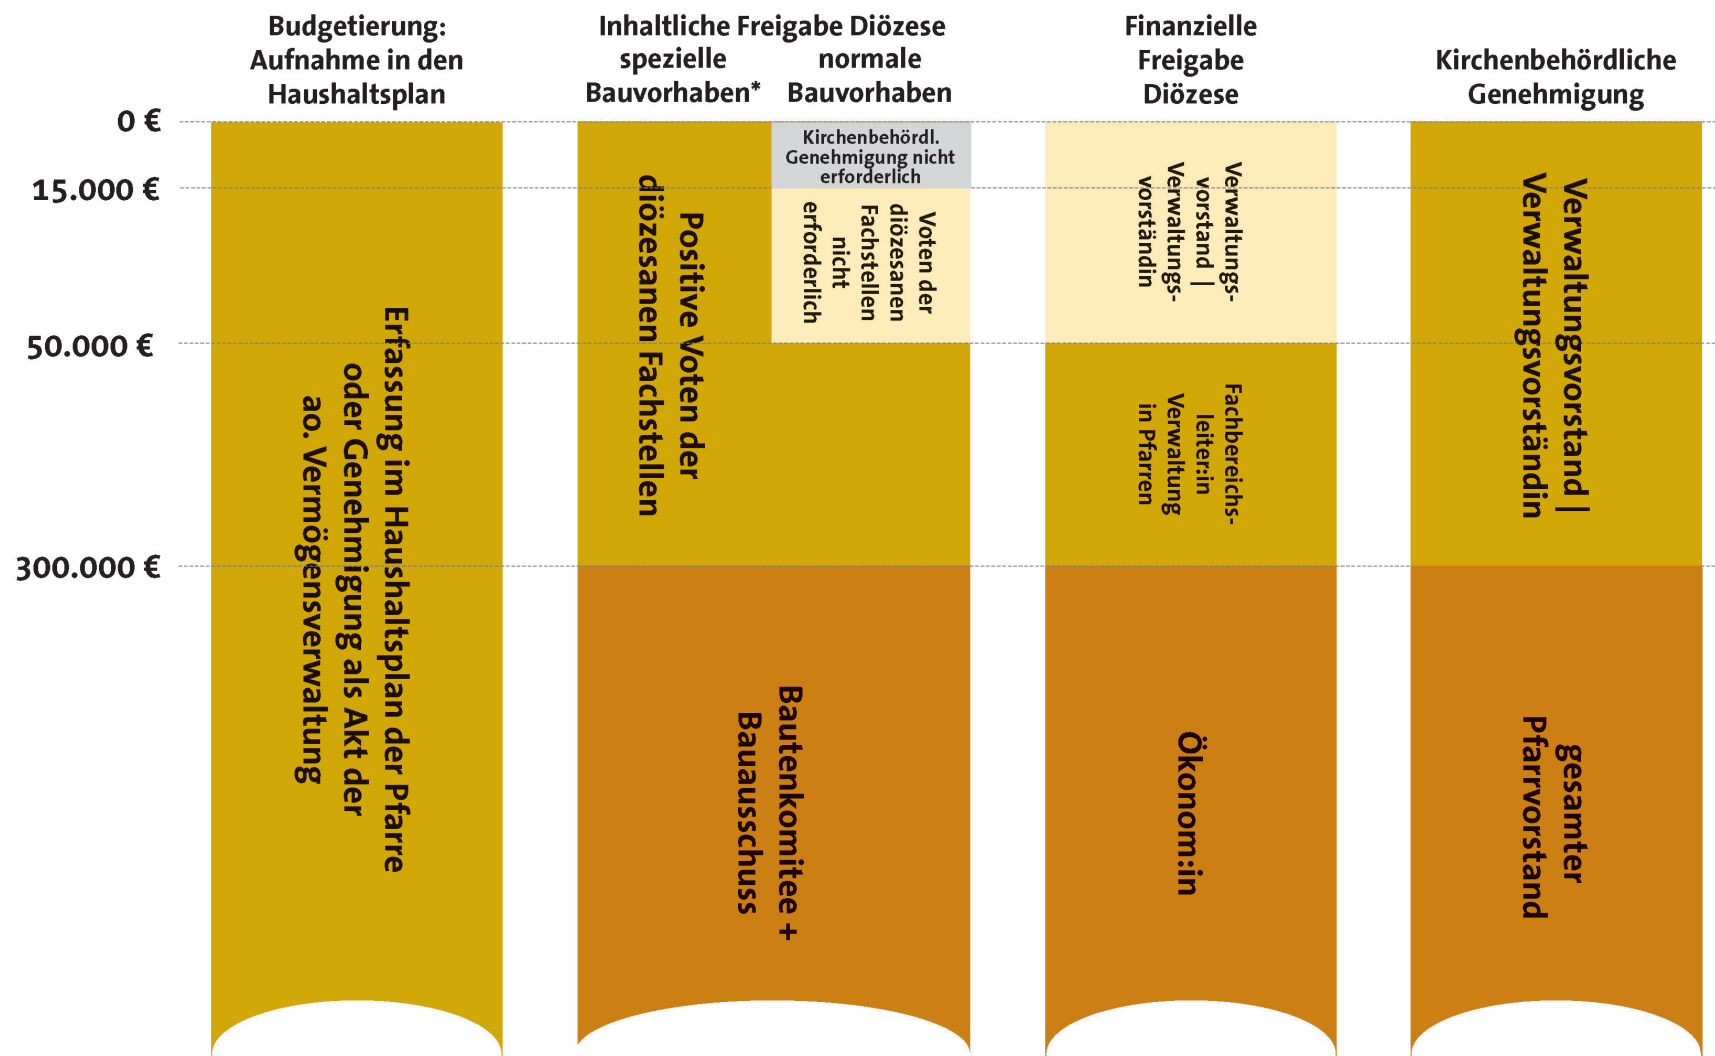 Budgetierung:
Aufnahme in den
Haushaltsplan
Inhaltliche Freigabe Diözese
spezielle
Bauvorhaben*
normale
Bauvorhaben
Finanzielle
Freigabe
Diözese
Kirchenbehördliche
Genehmigung
0 €
15.000 €
50.000 €
300.000 €
Erfassung im Haushaltsplan der Pfarre
oder Genehmigung als Akt der
ao. Vermögensverwaltung
Positive Voten der
diözesanen Fachstellen
Kirchenbehördl.
Genehmigung nicht
erforderlich
Voten der
diözesanen
Fachstellen
nicht
erforderlich
Bautenkomitee +
Bauausschuss
Verwaltungs-
vorstand |
Verwaltungs-
vorständin
Fachbereichs-
leiter:in
Verwaltung
in Pfarren
Ökonom:in
Verwaltungsvorstand |
Verwaltungsvorständin
gesamter
Pfarrvorstand